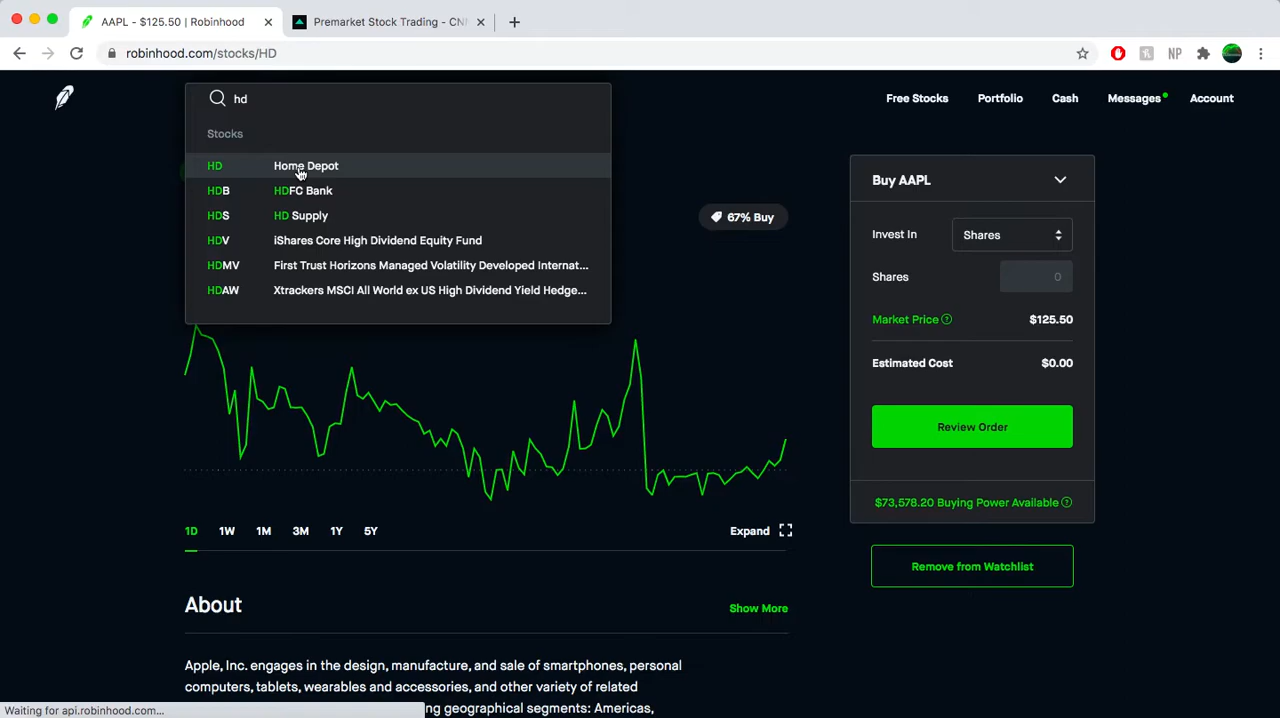 AAPL - $125.50 | Robinhood
Premarket Stock Trading - CNN
robinhood.com/stocks/HD
NP
hd
Free Stocks Portfolio Cash Messages Account
Stocks
HD Home Depot
HDB HDFC Bank
HDS HD Supply
HDV iShares Core High Dividend Equity Fund
HDMV First Trust Horizons Managed Volatility Developed Internat...
HDAW Xtrackers MSCI All World ex US High Dividend Yield Hedge...
67% Buy
Buy AAPL
Invest In Shares
Shares 0
Market Price ? $125.50
Estimated Cost $0.00
Review Order
$73,578.20 Buying Power Available ?
Remove from Watchlist
1D 1W 1M 3M 1Y 5Y Expand
About Show More
Apple, Inc. engages in the design, manufacture, and sale of smartphones, personal
computers, tablets, wearables and accessories, and other variety of related
ng geographical segments: Americas,
Waiting for api.robinhood.com...